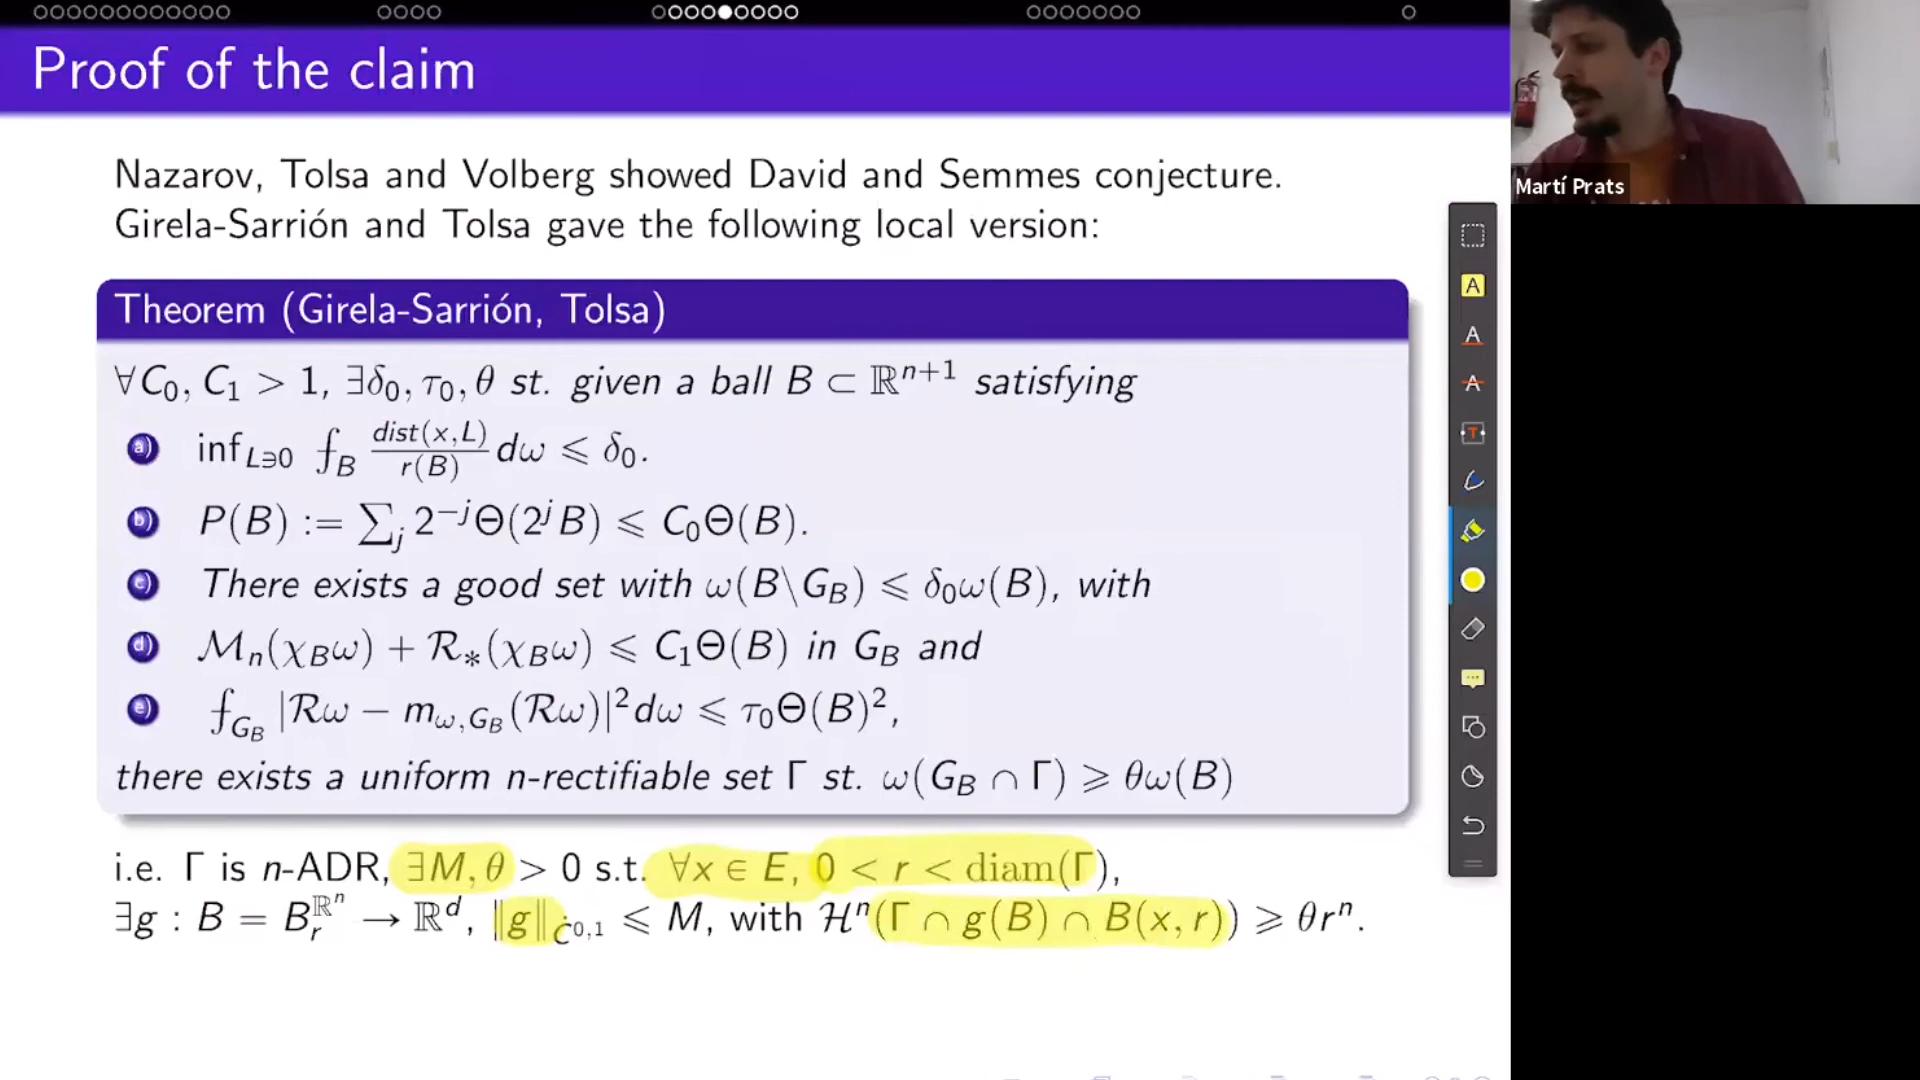 Proof of the claim
Nazarov, Tolsa and Volberg showed David and Semmes conjecture.
Girela-Sarrión and Tolsa gave the following local version:
Theorem (Girela-Sarrión, Tolsa)
∀C₀, C₁ > 1, ∃δ₀, τ₀, θ st. given a ball B ⊂ ℝⁿ⁺¹ satisfying
a) inf_{L∋0} ⨍_B dist(x,L)/r(B) dω ⩽ δ₀.
b) P(B) := ∑_j 2^{-j}Θ(2^j B) ⩽ C₀Θ(B).
c) There exists a good set with ω(B\G_B) ⩽ δ₀ω(B), with
d) ℳ_n(χ_Bω) + ℛ_*(χ_Bω) ⩽ C₁Θ(B) in G_B and
e) ⨍_{G_B} |ℛω − m_{ω,G_B}(ℛω)|²dω ⩽ τ₀Θ(B)²,
there exists a uniform n-rectifiable set Γ st. ω(G_B ∩ Γ) ⩾ θω(B)
i.e. Γ is n-ADR, ∃M, θ > 0 s.t. ∀x ∈ E, 0 < r < diam(Γ),
∃g : B = B_r^{ℝⁿ} → ℝ^d, ‖g‖_{Ċ^{0,1}} ⩽ M, with ℋⁿ(Γ ∩ g(B) ∩ B(x, r)) ⩾ θrⁿ.
Martí Prats
A
A
A
T